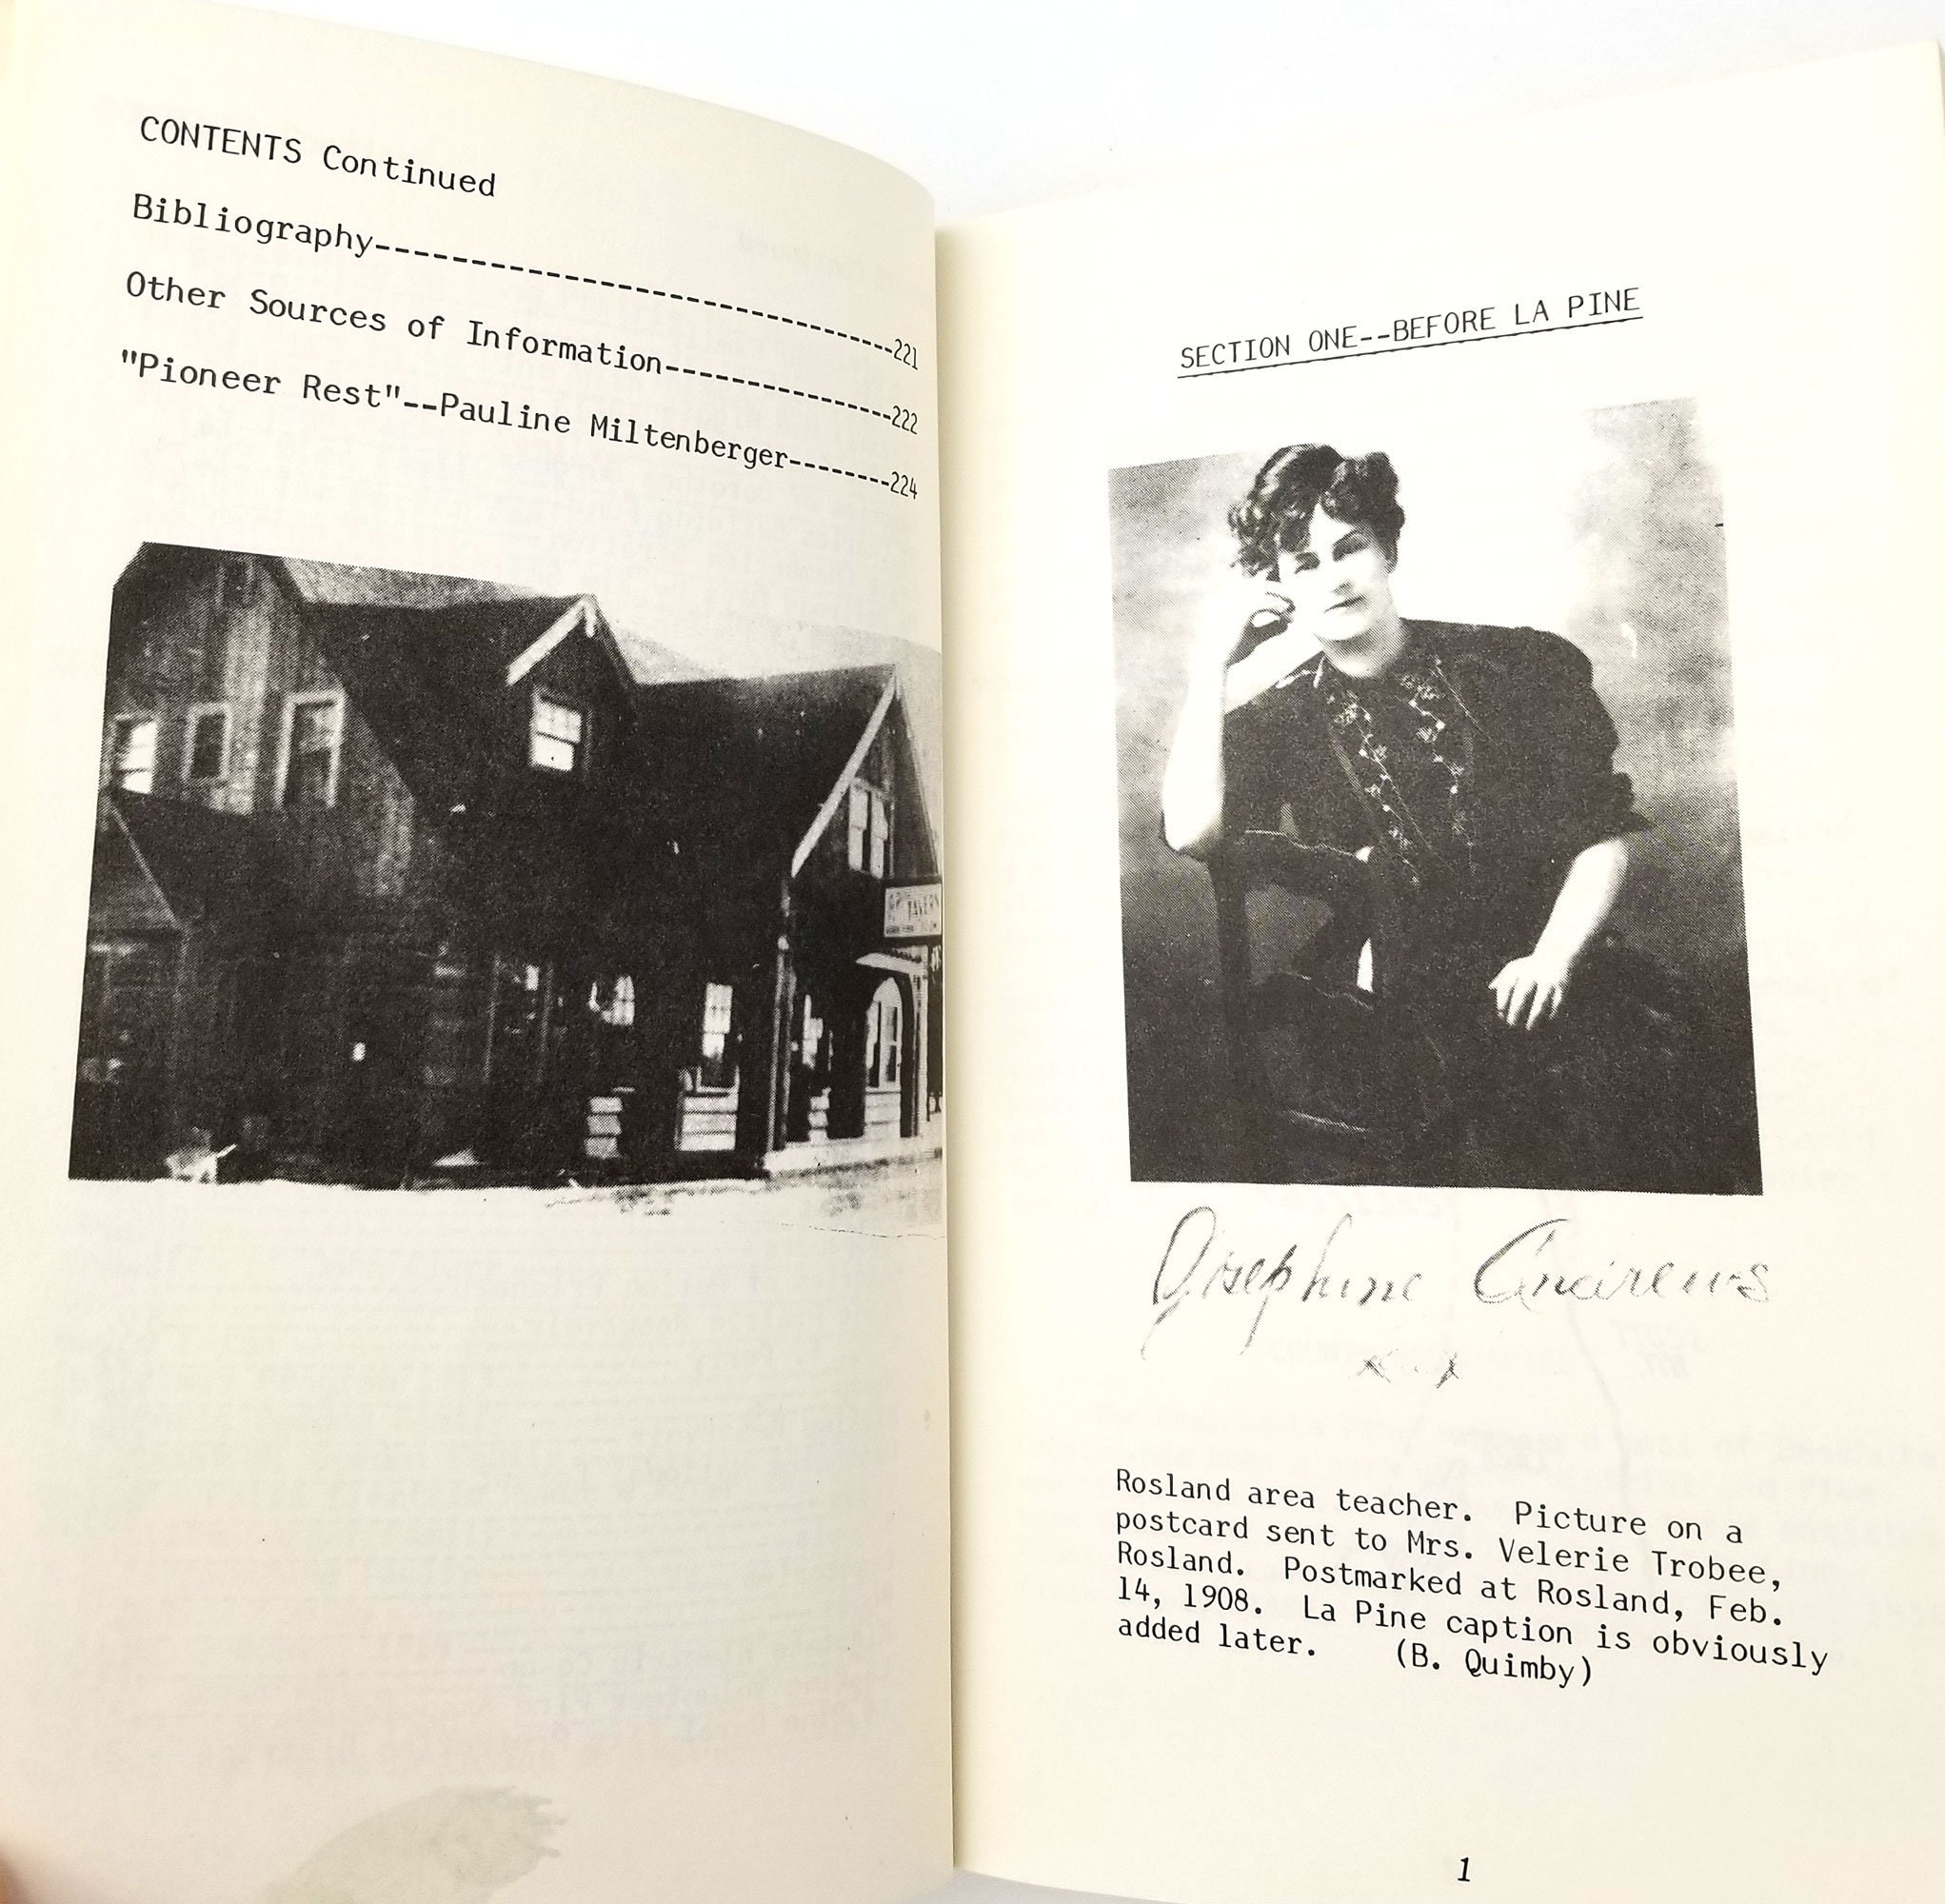 CONTENTS Continued
Bibliography----------------------------221
Other Sources of Information------------222
"Pioneer Rest"--Pauline Miltenberger--------224
TAVERN
SECTION ONE--BEFORE LA PINE
Josephine Andrews
Rosland area teacher. Picture on a
postcard sent to Mrs. Velerie Trobee,
Rosland. Postmarked at Rosland, Feb.
14, 1908. La Pine caption is obviously
added later. (B. Quimby)
1